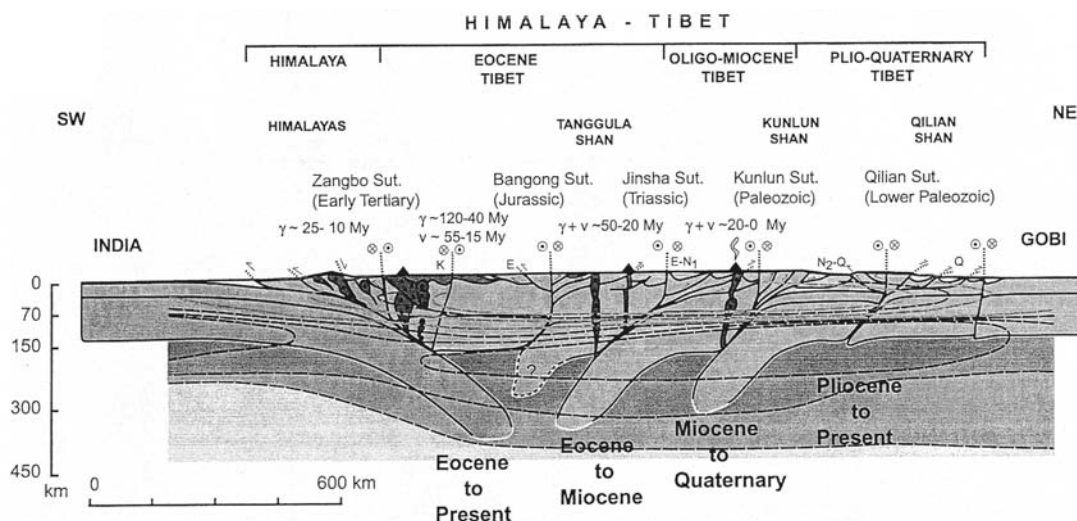 HIMALAYA - TIBET
HIMALAYA EOCENE TIBET OLIGO-MIOCENE TIBET PLIO-QUATERNARY TIBET
SW NE
HIMALAYAS TANGGULA SHAN KUNLUN SHAN QILIAN SHAN
Zangbo Sut. (Early Tertiary) Bangong Sut. (Jurassic) Jinsha Sut. (Triassic) Kunlun Sut. (Paleozoic) Qilian Sut. (Lower Paleozoic)
γ ~ 25- 10 My γ ~120-40 My ν ~ 55-15 My γ + ν ~50-20 My γ + ν ~20-0 My
INDIA GOBI
K E E-N₁ N₂-Q Q
0
70
150
300
450
km
?
0 600 km
Eocene to Present
Eocene to Miocene
Miocene to Quaternary
Pliocene to Present